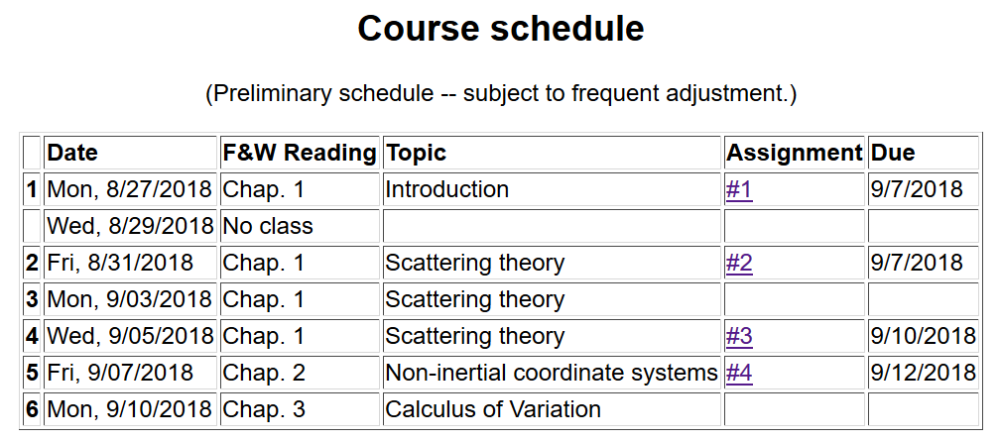 Course schedule
(Preliminary schedule -- subject to frequent adjustment.)
Date F&W Reading Topic Assignment Due
1 Mon, 8/27/2018 Chap. 1 Introduction #1 9/7/2018
Wed, 8/29/2018 No class
2 Fri, 8/31/2018 Chap. 1 Scattering theory #2 9/7/2018
3 Mon, 9/03/2018 Chap. 1 Scattering theory
4 Wed, 9/05/2018 Chap. 1 Scattering theory #3 9/10/2018
5 Fri, 9/07/2018 Chap. 2 Non-inertial coordinate systems #4 9/12/2018
6 Mon, 9/10/2018 Chap. 3 Calculus of Variation